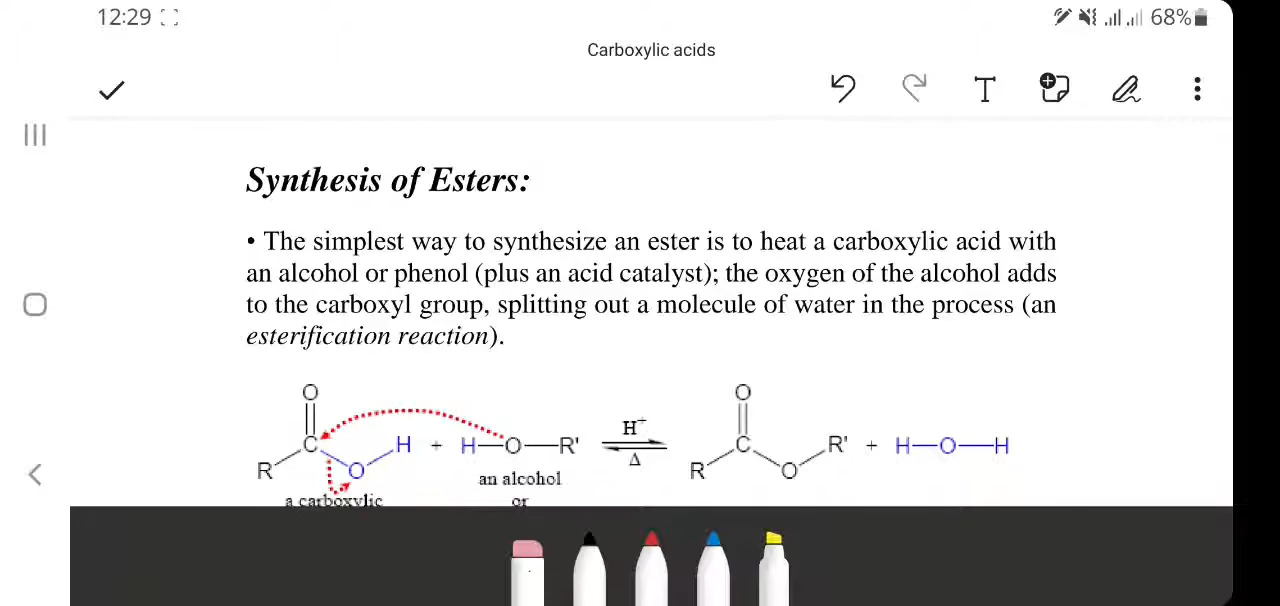 12:29
68%
Carboxylic acids
T
Synthesis of Esters:
• The simplest way to synthesize an ester is to heat a carboxylic acid with
an alcohol or phenol (plus an acid catalyst); the oxygen of the alcohol adds
to the carboxyl group, splitting out a molecule of water in the process (an
esterification reaction).
O O
C O H + H—O—R' H⁺ C O R' + H—O—H
R Δ R
an alcohol
a carboxylic or